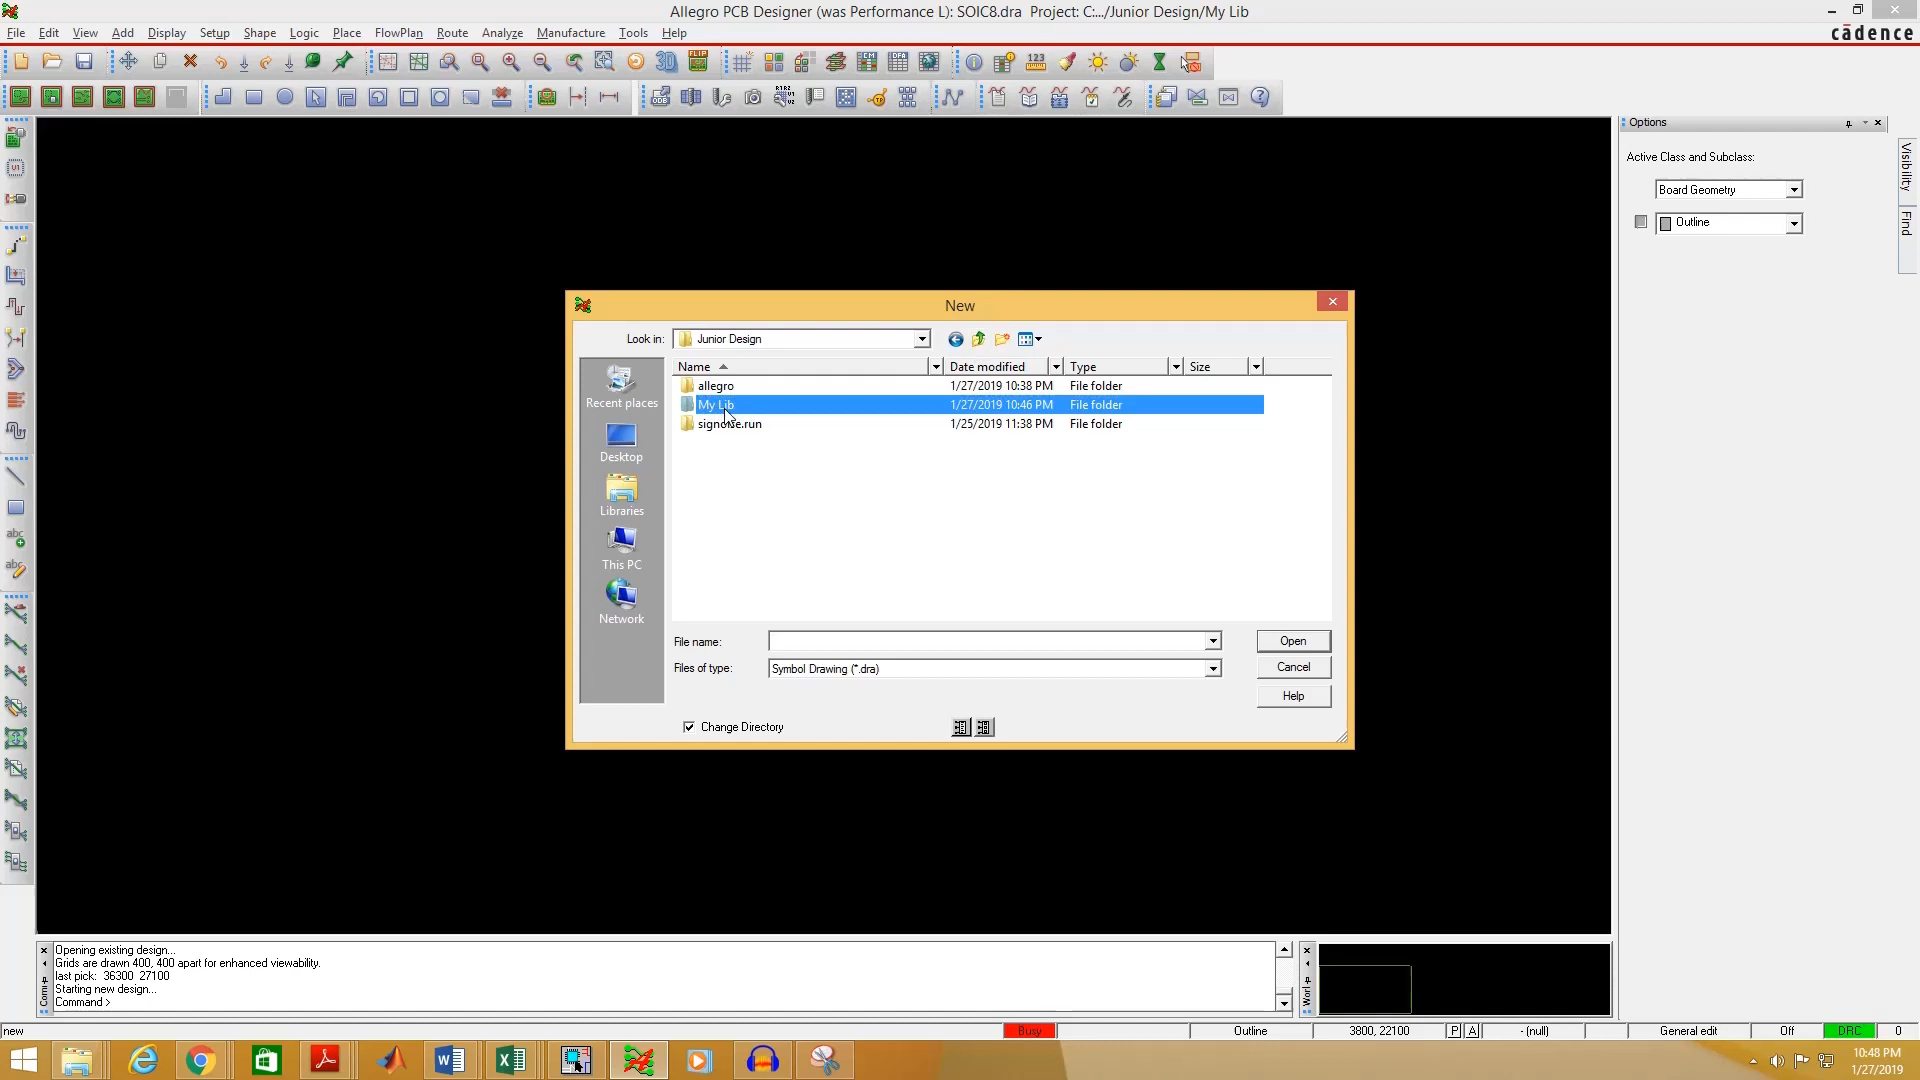 Allegro PCB Designer (was Performance L): SOIC8.dra  Project: C:.../Junior Design/My Lib
File Edit View Add Display Setup Shape Logic Place FlowPlan Route Analyze Manufacture Tools Help
cādence
Options
Active Class and Subclass:
Board Geometry
Outline
Visibility
Find
New
Look in:
Junior Design
Name
Date modified
Type
Size
allegro 1/27/2019 10:38 PM File folder
My Lib 1/27/2019 10:46 PM File folder
1/25/2019 11:38 PM File folder
Recent places
Desktop
Libraries
This PC
Network
File name:
Open
Files of type:
Symbol Drawing (*.dra)
Cancel
Help
Change Directory
Opening existing design...
Grids are drawn 400, 400 apart for enhanced viewability.
last pick:  36300  27100
Starting new design...
Command >
new
Busy
Outline
3800, 22100
P
A
- (null)
General edit
Off
DRC
0
10:48 PM
1/27/2019